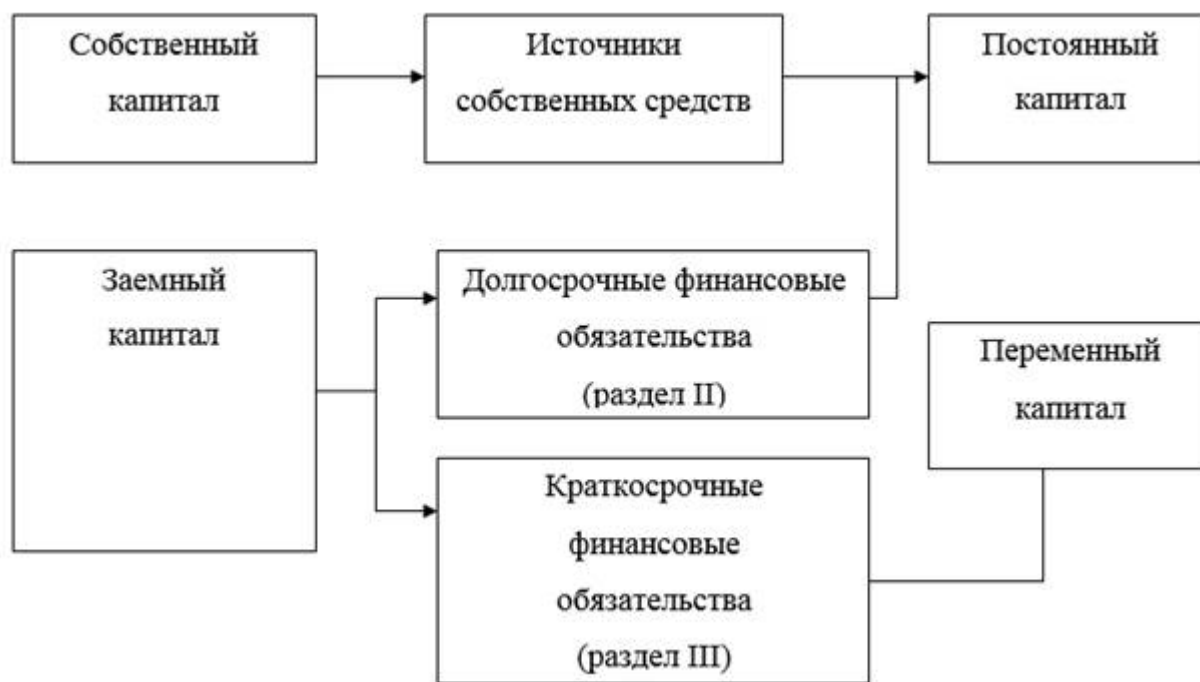 Собственный
капитал
Источники
собственных средств
Постоянный
капитал
Заемный
капитал
Долгосрочные финансовые
обязательства
(раздел II)
Переменный
капитал
Краткосрочные
финансовые
обязательства
(раздел III)